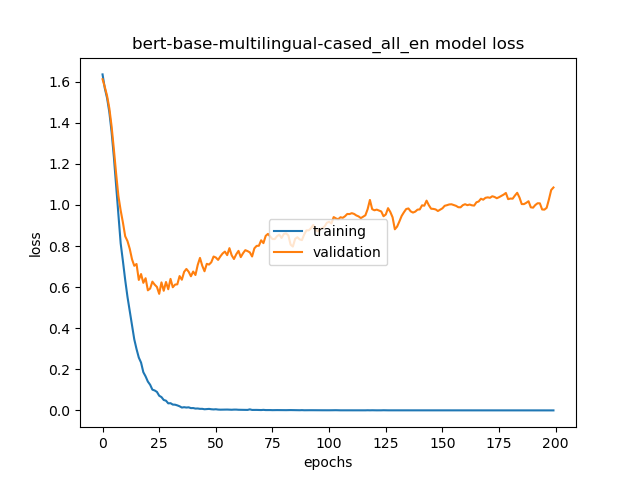 bert-base-multilingual-cased_all_en model loss
loss
1.6
1.4
1.2
1.0
0.8
0.6
0.4
0.2
0.0
training
validation
0 25 50 75 100 125 150 175 200
epochs